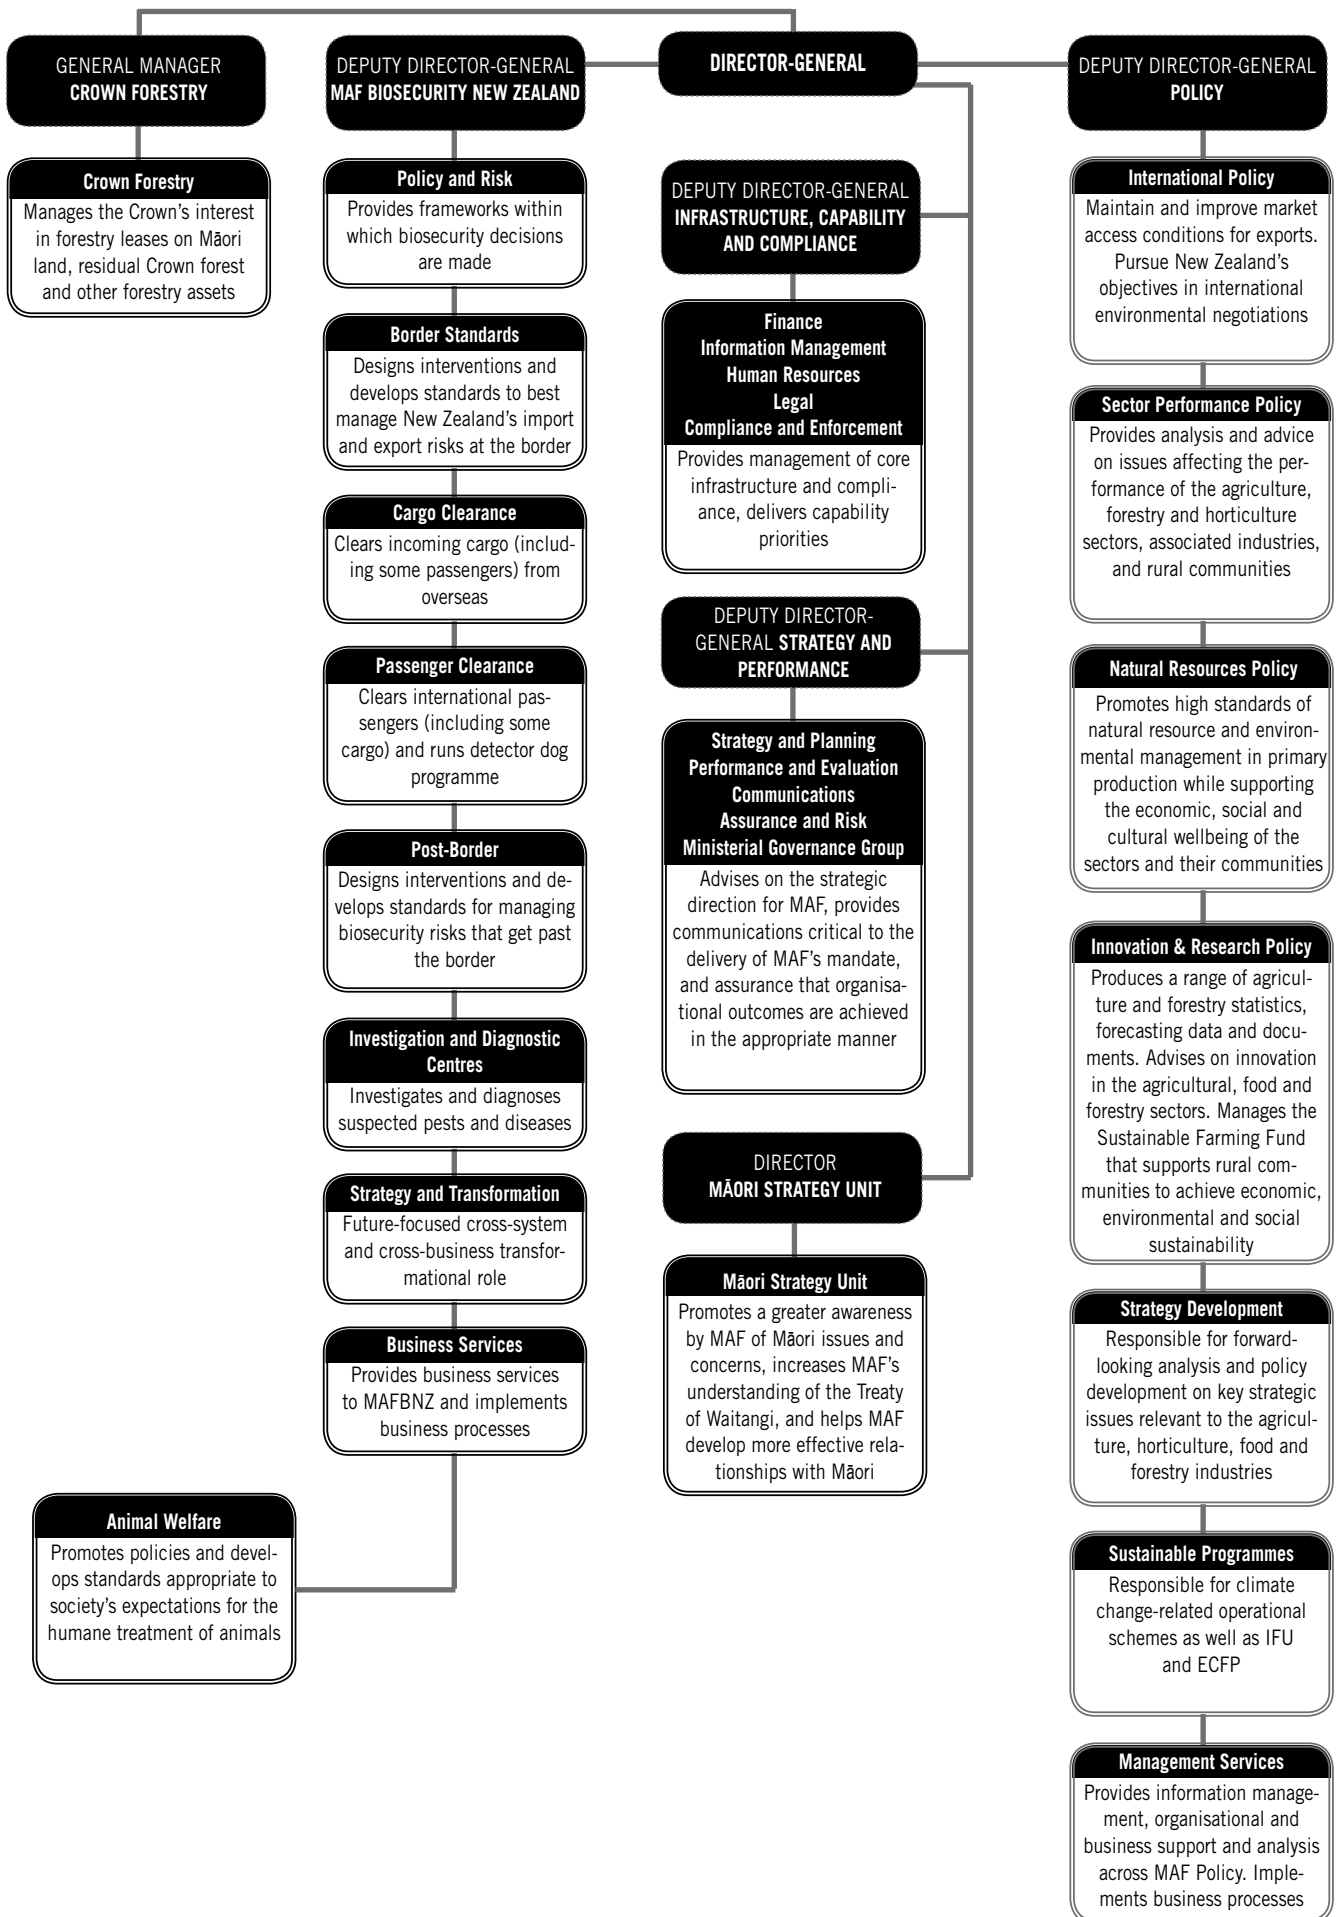 GENERAL MANAGER
CROWN FORESTRY
Crown Forestry
Manages the Crown's interest
in forestry leases on Māori
land, residual Crown forest
and other forestry assets
DEPUTY DIRECTOR-GENERAL
MAF BIOSECURITY NEW ZEALAND
Policy and Risk
Provides frameworks within
which biosecurity decisions
are made
Border Standards
Designs interventions and
develops standards to best
manage New Zealand's import
and export risks at the border
Cargo Clearance
Clears incoming cargo (includ-
ing some passengers) from
overseas
Passenger Clearance
Clears international pas-
sengers (including some
cargo) and runs detector dog
programme
Post-Border
Designs interventions and de-
velops standards for managing
biosecurity risks that get past
the border
Investigation and Diagnostic
Centres
Investigates and diagnoses
suspected pests and diseases
Strategy and Transformation
Future-focused cross-system
and cross-business transfor-
mational role
Business Services
Provides business services
to MAFBNZ and implements
business processes
Animal Welfare
Promotes policies and devel-
ops standards appropriate to
society's expectations for the
humane treatment of animals
DIRECTOR-GENERAL
DEPUTY DIRECTOR-GENERAL
INFRASTRUCTURE, CAPABILITY
AND COMPLIANCE
Finance
Information Management
Human Resources
Legal
Compliance and Enforcement
Provides management of core
infrastructure and compli-
ance, delivers capability
priorities
DEPUTY DIRECTOR-
GENERAL STRATEGY AND
PERFORMANCE
Strategy and Planning
Performance and Evaluation
Communications
Assurance and Risk
Ministerial Governance Group
Advises on the strategic
direction for MAF, provides
communications critical to the
delivery of MAF's mandate,
and assurance that organisa-
tional outcomes are achieved
in the appropriate manner
DIRECTOR
MĀORI STRATEGY UNIT
Māori Strategy Unit
Promotes a greater awareness
by MAF of Māori issues and
concerns, increases MAF's
understanding of the Treaty
of Waitangi, and helps MAF
develop more effective rela-
tionships with Māori
DEPUTY DIRECTOR-GENERAL
POLICY
International Policy
Maintain and improve market
access conditions for exports.
Pursue New Zealand's
objectives in international
environmental negotiations
Sector Performance Policy
Provides analysis and advice
on issues affecting the per-
formance of the agriculture,
forestry and horticulture
sectors, associated industries,
and rural communities
Natural Resources Policy
Promotes high standards of
natural resource and environ-
mental management in primary
production while supporting
the economic, social and
cultural wellbeing of the
sectors and their communities
Innovation & Research Policy
Produces a range of agricul-
ture and forestry statistics,
forecasting data and docu-
ments. Advises on innovation
in the agricultural, food and
forestry sectors. Manages the
Sustainable Farming Fund
that supports rural com-
munities to achieve economic,
environmental and social
sustainability
Strategy Development
Responsible for forward-
looking analysis and policy
development on key strategic
issues relevant to the agricul-
ture, horticulture, food and
forestry industries
Sustainable Programmes
Responsible for climate
change-related operational
schemes as well as IFU
and ECFP
Management Services
Provides information manage-
ment, organisational and
business support and analysis
across MAF Policy. Imple-
ments business processes